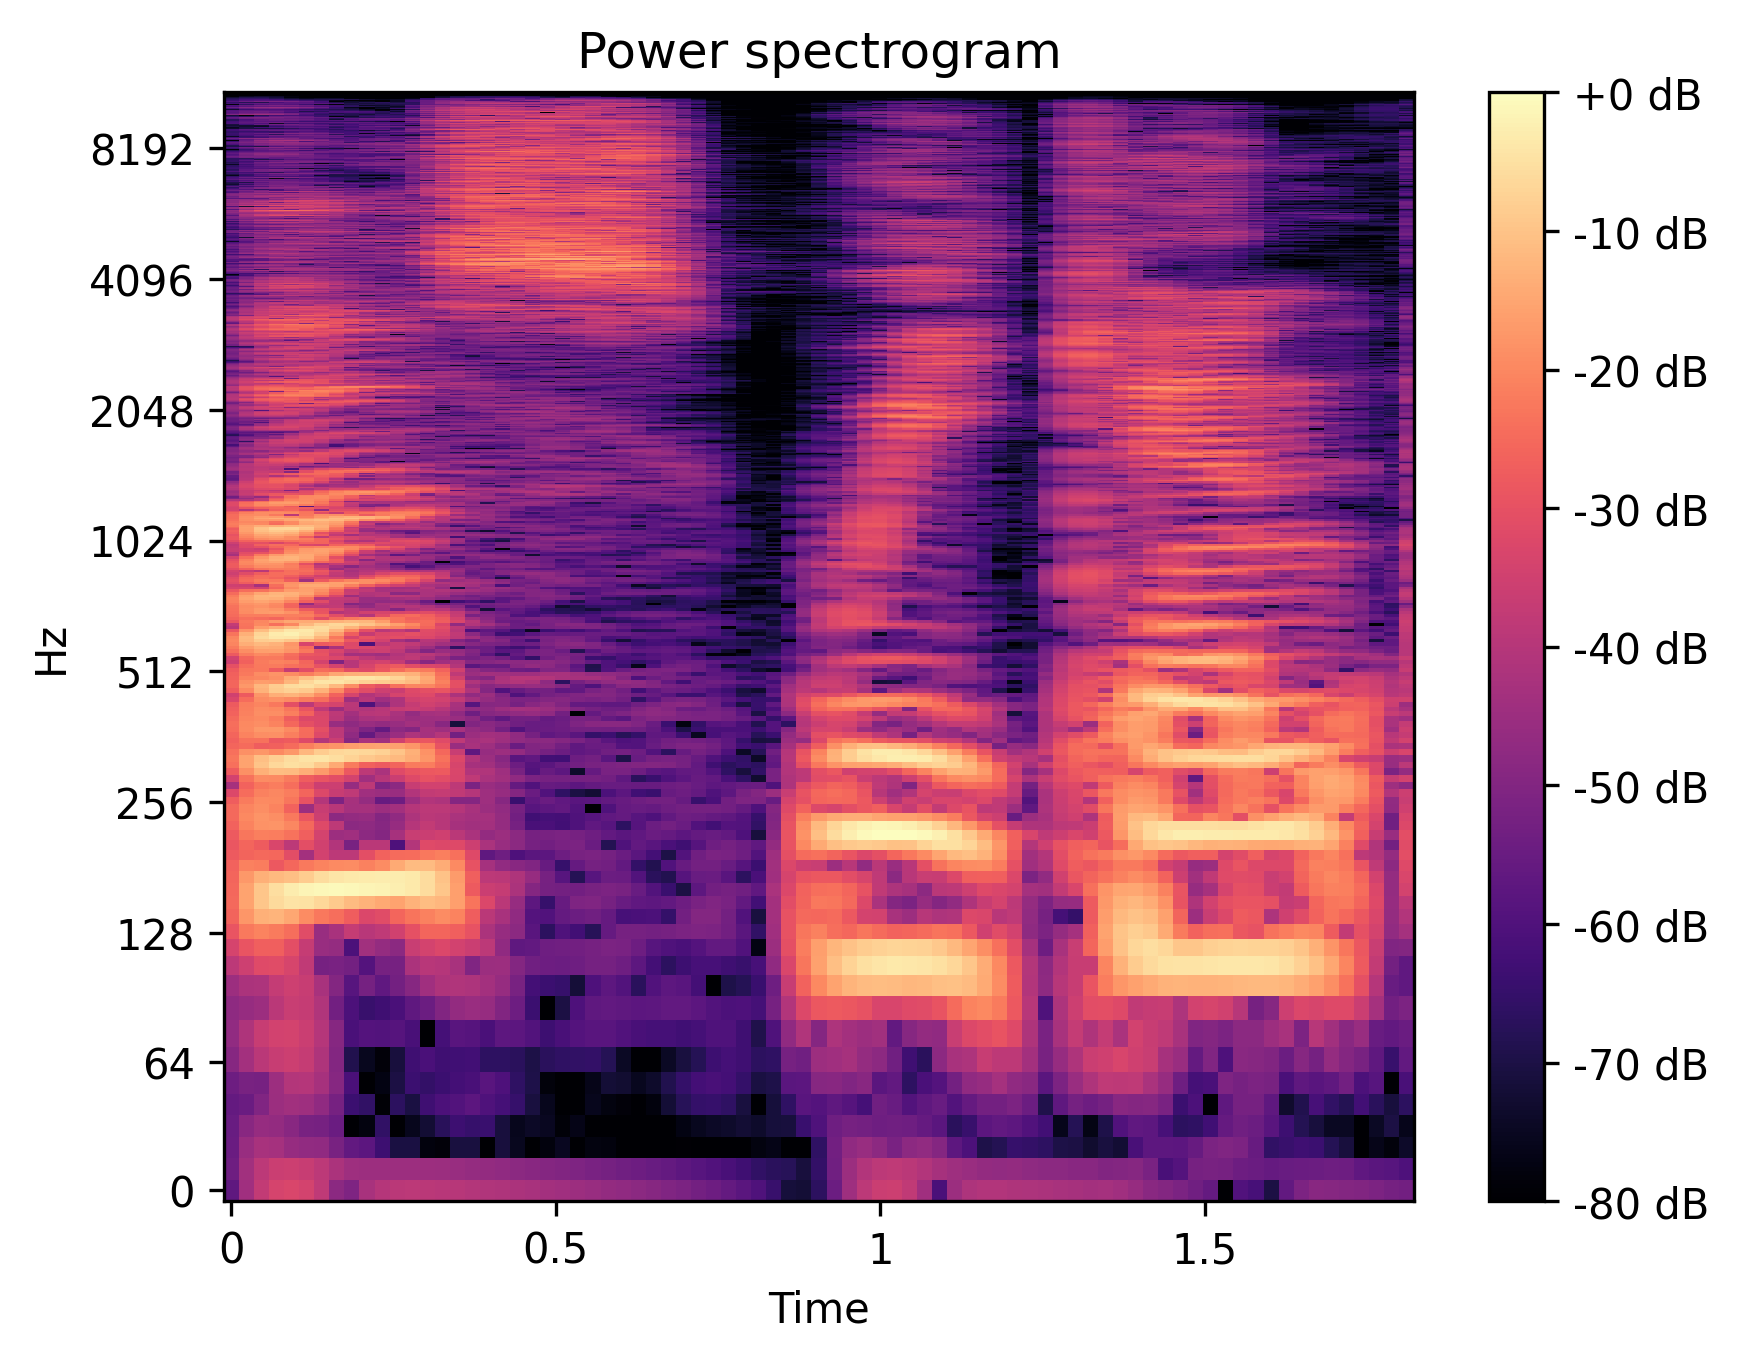 Power spectrogram
8192
4096
2048
1024
512
256
128
64
0
Hz
0
0.5
1
1.5
Time
+0 dB
-10 dB
-20 dB
-30 dB
-40 dB
-50 dB
-60 dB
-70 dB
-80 dB